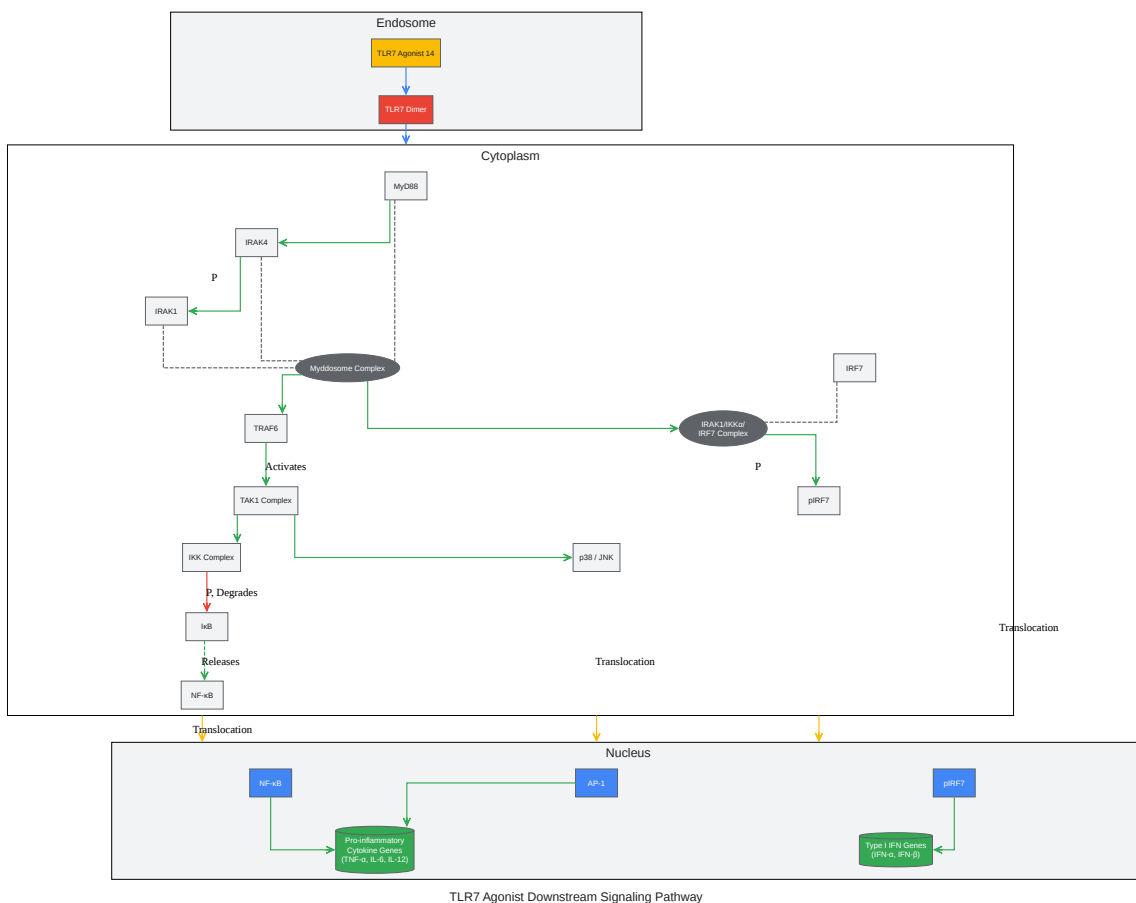 Endosome
TLR7 Agonist 14
TLR7 Dimer
Cytoplasm
MyD88
IRAK4
P
IRAK1
Myddosome Complex
IRF7
TRAF6
IRAK1/IKKα/
IRF7 Complex
Activates
P
TAK1 Complex
pIRF7
IKK Complex
p38 / JNK
P, Degrades
IκB
Translocation
Releases
Translocation
NF-κB
Translocation
Nucleus
NF-κB
AP-1
pIRF7
Pro-inflammatory
Cytokine Genes
(TNF-α, IL-6, IL-12)
Type I IFN Genes
(IFN-α, IFN-β)
TLR7 Agonist Downstream Signaling Pathway